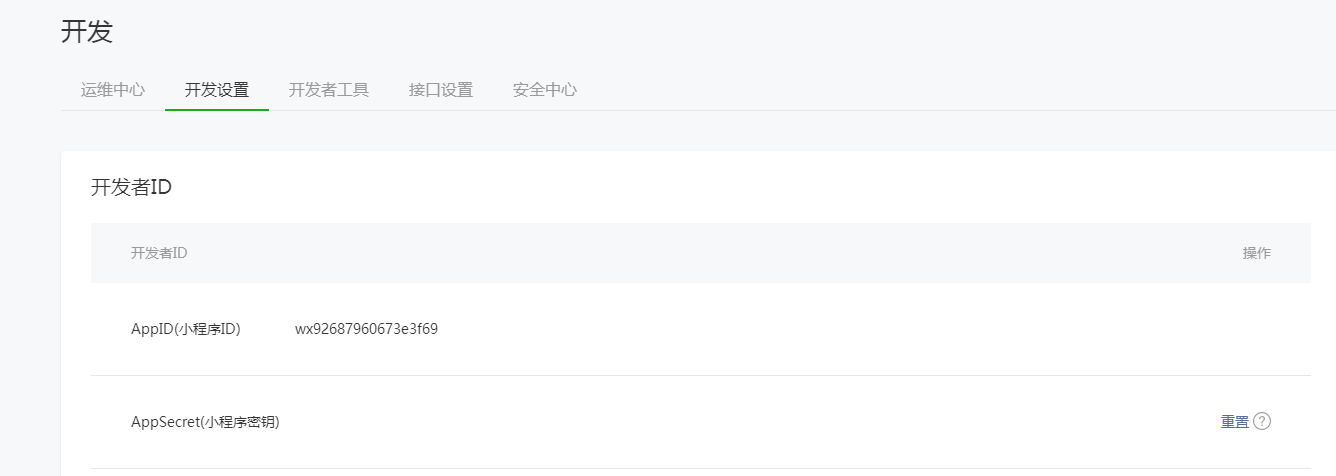 开发
运维中心 开发设置 开发者工具 接口设置 安全中心
开发者ID
开发者ID 操作
AppID(小程序ID) wx92687960673e3f69
AppSecret(小程序密钥) 重置 ?